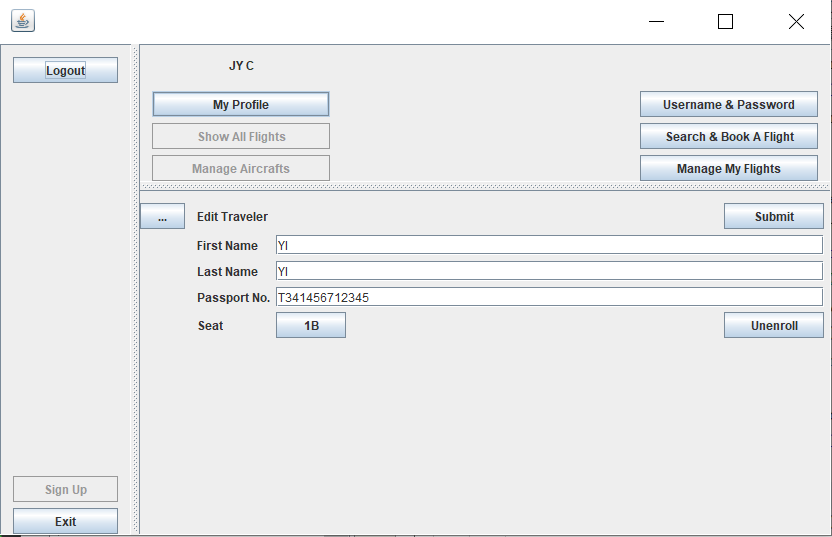 Logout
JY C
My Profile
Username & Password
Show All Flights
Search & Book A Flight
Manage Aircrafts
Manage My Flights
... Edit Traveler Submit
First Name YI
Last Name YI
Passport No. T341456712345
Seat 1B Unenroll
Sign Up
Exit